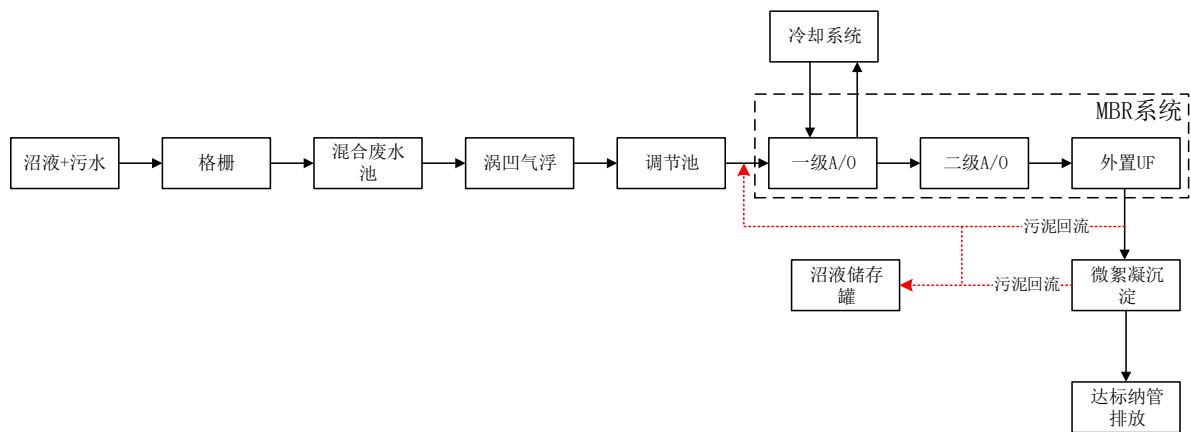 冷却系统
MBR系统
沼液+污水
格栅
混合废水
池
涡凹气浮
调节池
一级A/O
二级A/O
外置UF
污泥回流
沼液储存
罐
污泥回流
微絮凝沉
淀
达标纳管
排放